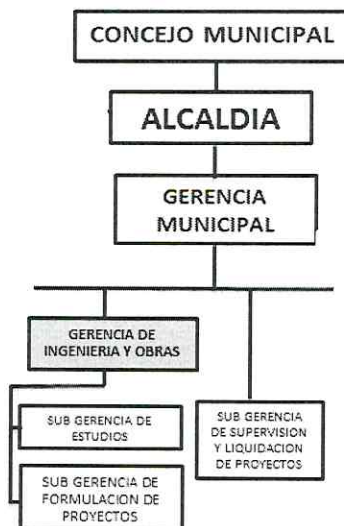 CONCEJO MUNICIPAL
ALCALDIA
GERENCIA
MUNICIPAL
GERENCIA DE
INGENIERIA Y OBRAS
SUB GERENCIA DE
ESTUDIOS
SUB GERENCIA DE
FORMULACION DE
PROYECTOS
SUB GERENCIA
DE SUPERVISION
Y LIQUIDACION
DE PROYECTOS